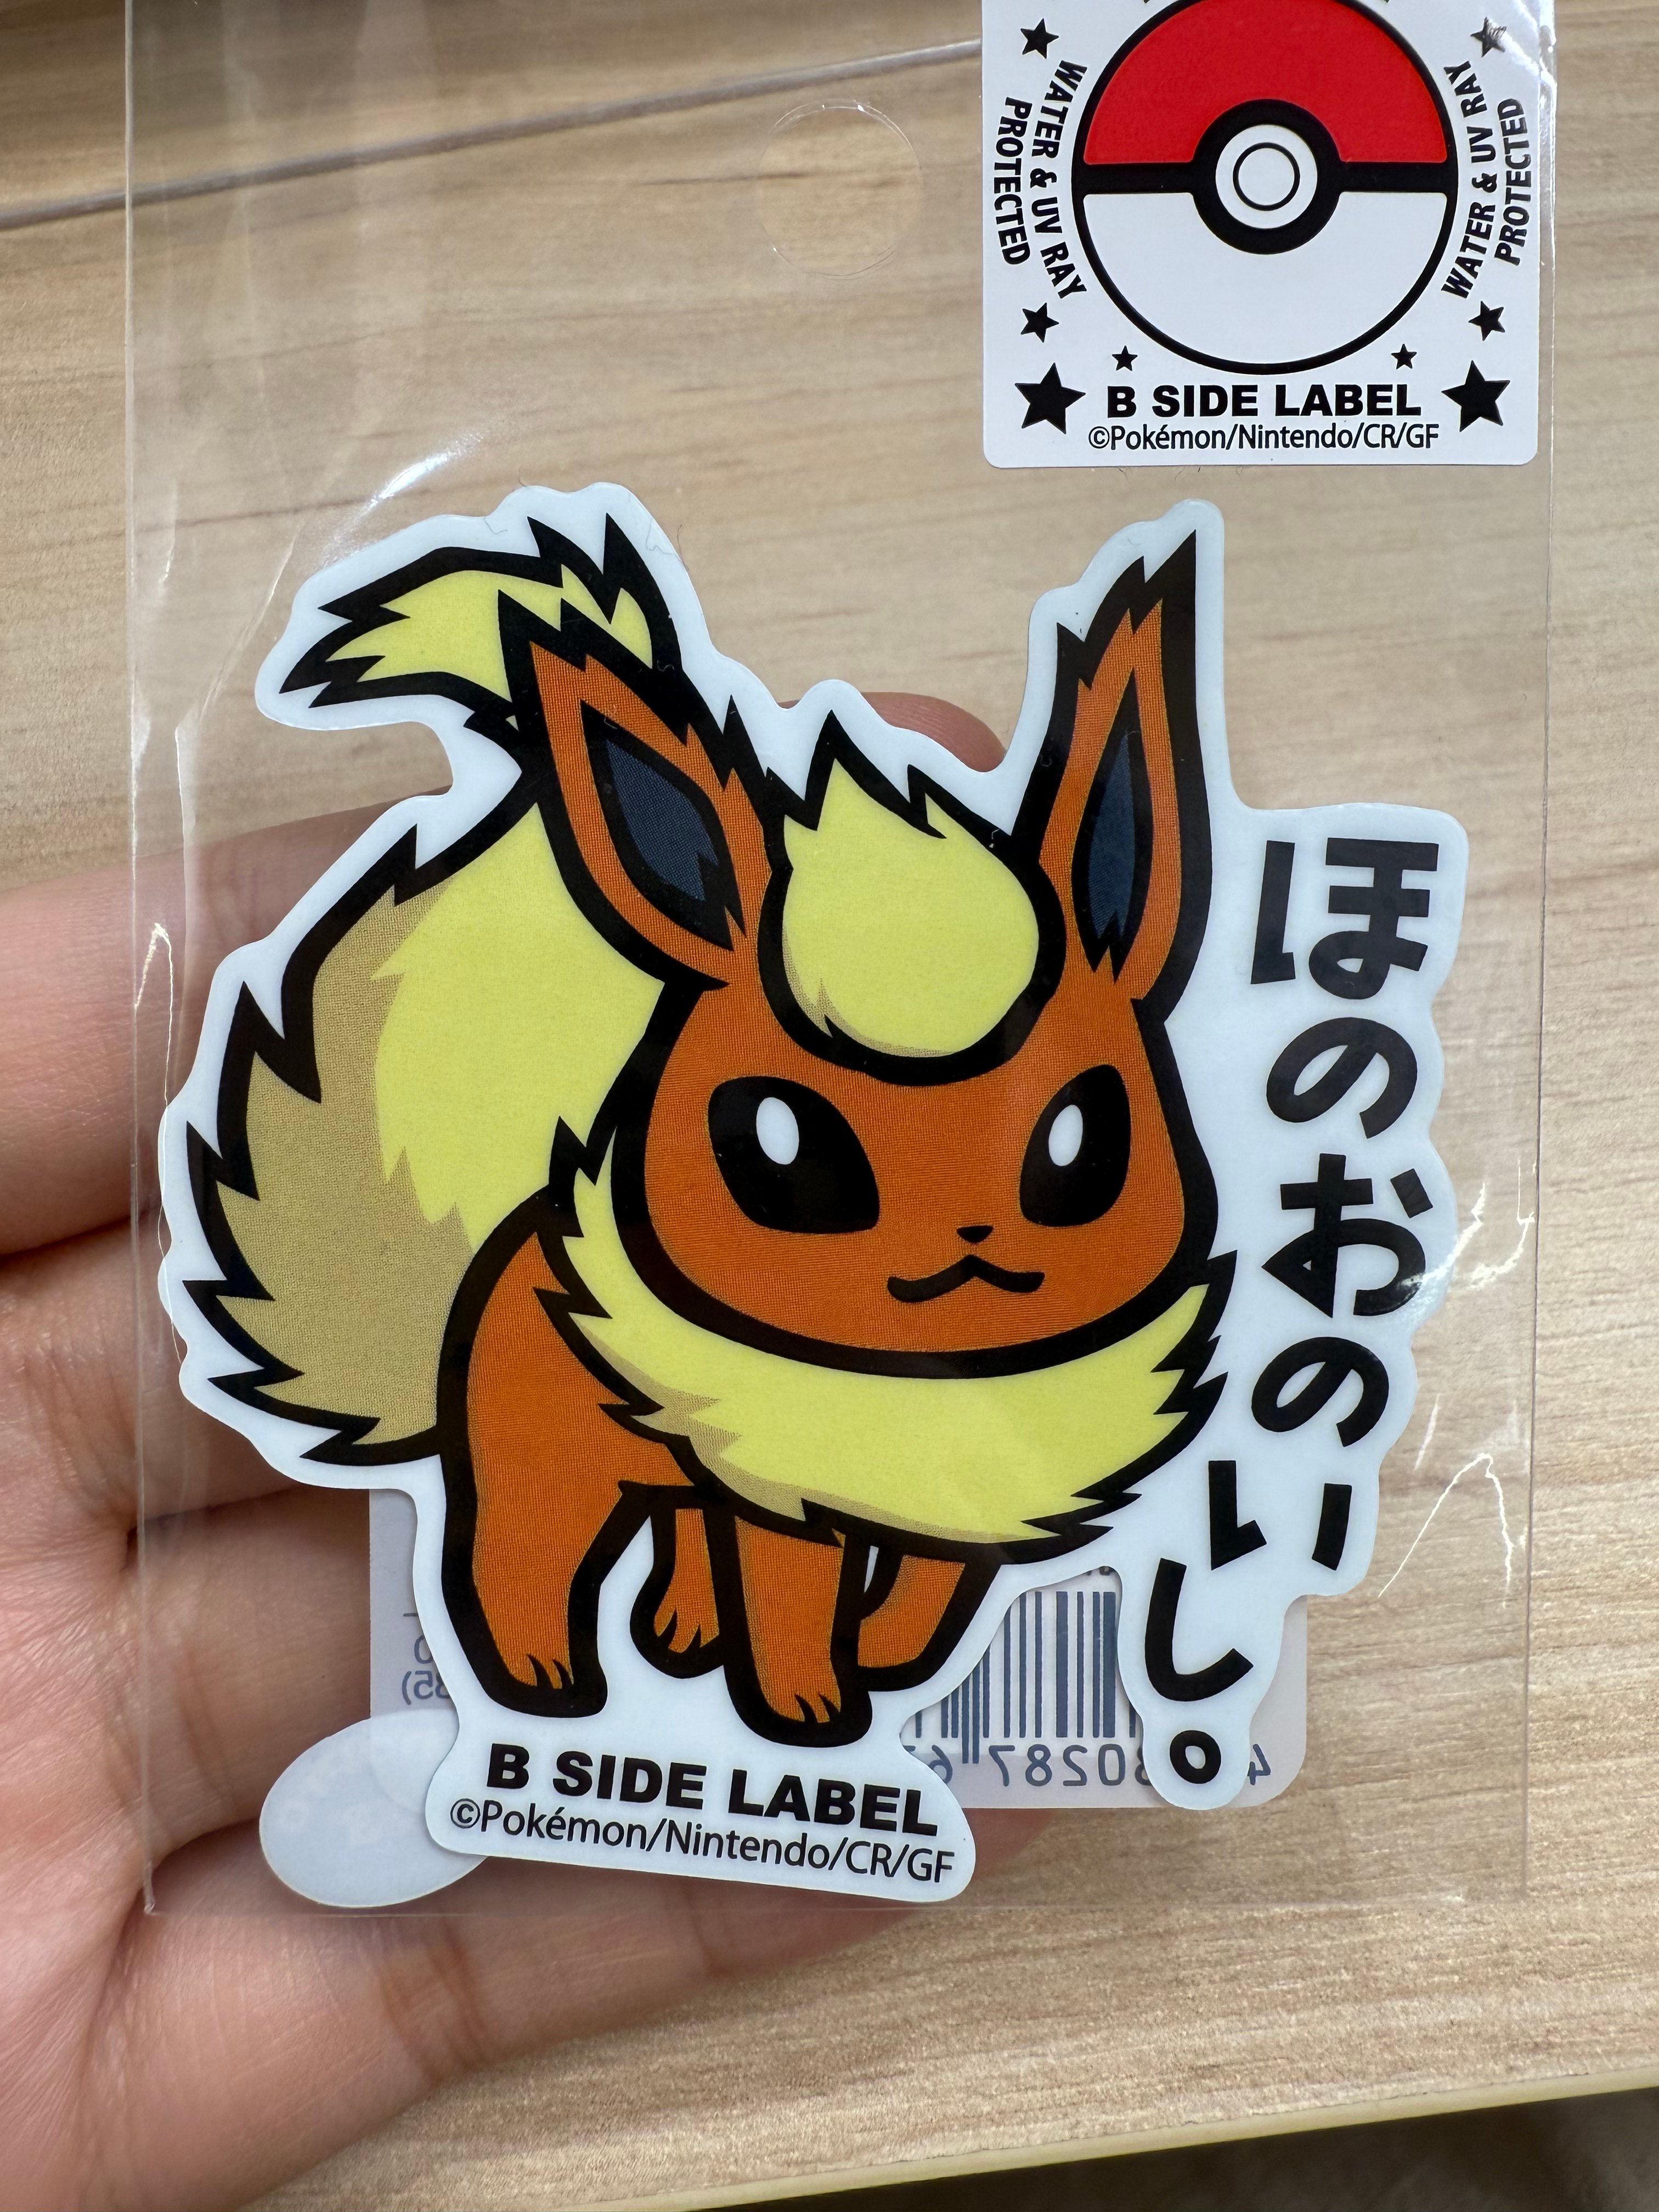 WATER & UV RAY
PROTECTED
WATER & UV RAY
PROTECTED
B SIDE LABEL
©Pokémon/Nintendo/CR/GF
ほのおのいし。
B SIDE LABEL
©Pokémon/Nintendo/CR/GF